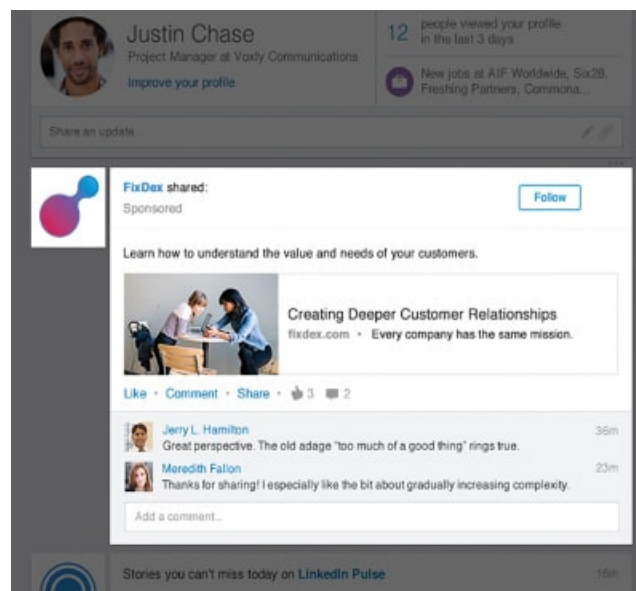 Justin Chase
Project Manager at Voxly Communications
Improve your profile
12 people viewed your profile
in the last 3 days
New jobs at AIF Worldwide, Six28,
Freshing Partners, Commona...
Share an update...
FixDex shared:
Sponsored
Follow
Learn how to understand the value and needs of your customers.
Creating Deeper Customer Relationships
fixdex.com • Every company has the same mission.
Like • Comment • Share • 3 2
Jerry L. Hamilton 36m
Great perspective. The old adage "too much of a good thing" rings true.
Meredith Fallon 23m
Thanks for sharing! I especially like the bit about gradually increasing complexity.
Add a comment...
Stories you can't miss today on LinkedIn Pulse 15m